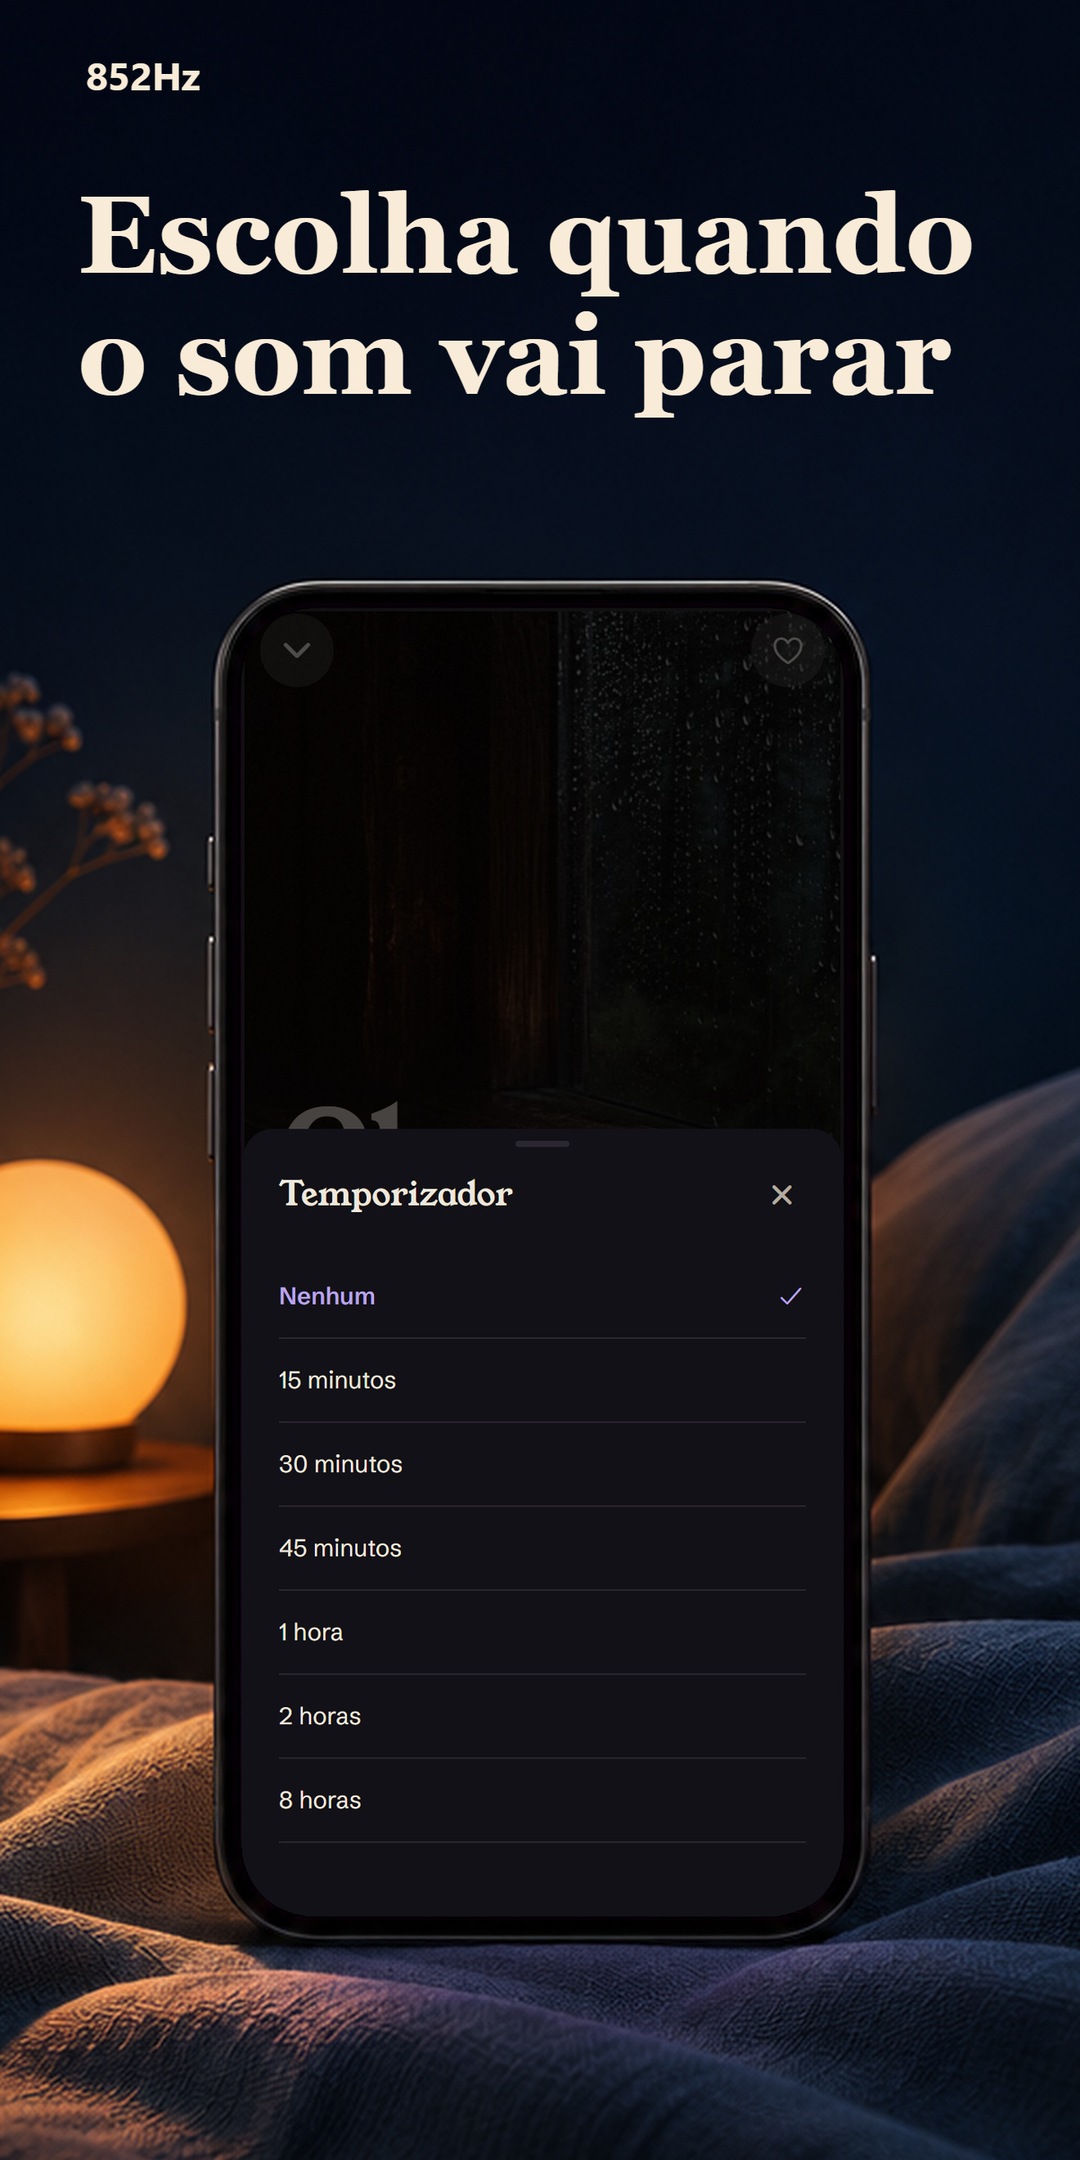 852Hz
Escolha quando
o som vai parar
Temporizador
Nenhum
15 minutos
30 minutos
45 minutos
1 hora
2 horas
8 horas